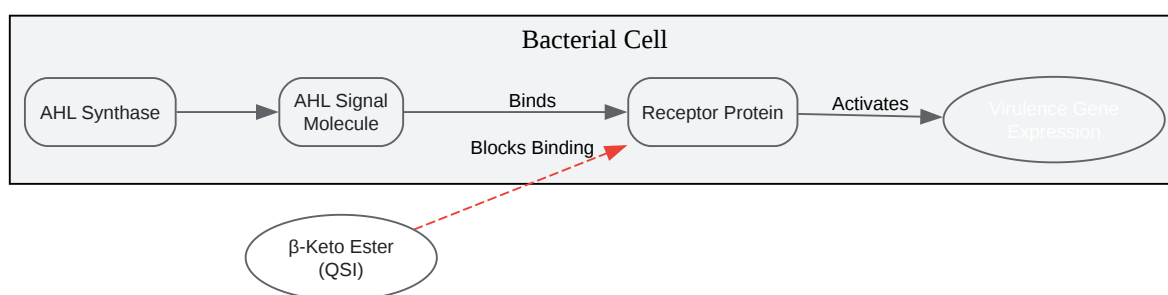 Bacterial Cell
AHL Synthase
AHL Signal
Molecule
Binds
Receptor Protein
Activates
Virulence Gene
Expression
Blocks Binding
β-Keto Ester
(QSI)